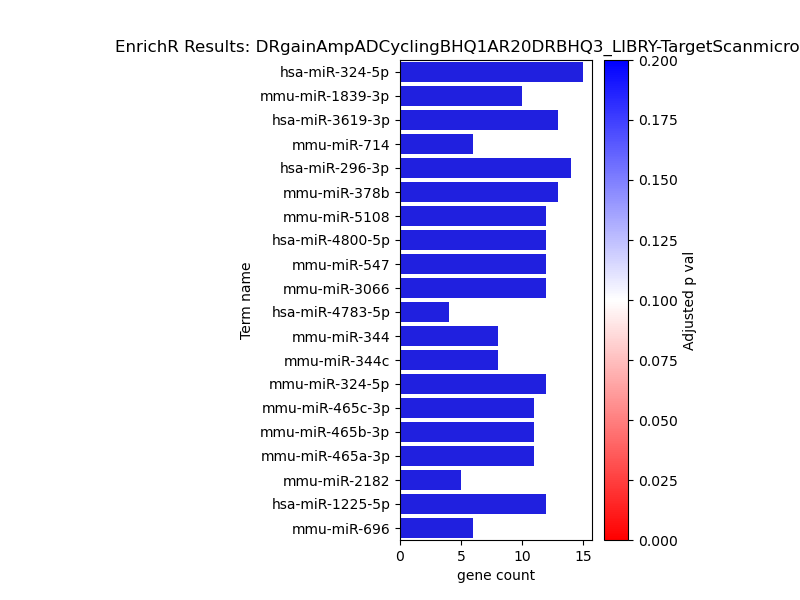 EnrichR Results: DRgainAmpADCyclingBHQ1AR20DRBHQ3_LIBRY-TargetScanmicro
hsa-miR-324-5p
mmu-miR-1839-3p
hsa-miR-3619-3p
mmu-miR-714
hsa-miR-296-3p
mmu-miR-378b
mmu-miR-5108
hsa-miR-4800-5p
mmu-miR-547
mmu-miR-3066
hsa-miR-4783-5p
mmu-miR-344
mmu-miR-344c
mmu-miR-324-5p
mmu-miR-465c-3p
mmu-miR-465b-3p
mmu-miR-465a-3p
mmu-miR-2182
hsa-miR-1225-5p
mmu-miR-696
Term name
0 5 10 15
gene count
0.200
0.175
0.150
0.125
0.100
0.075
0.050
0.025
0.000
Adjusted p val